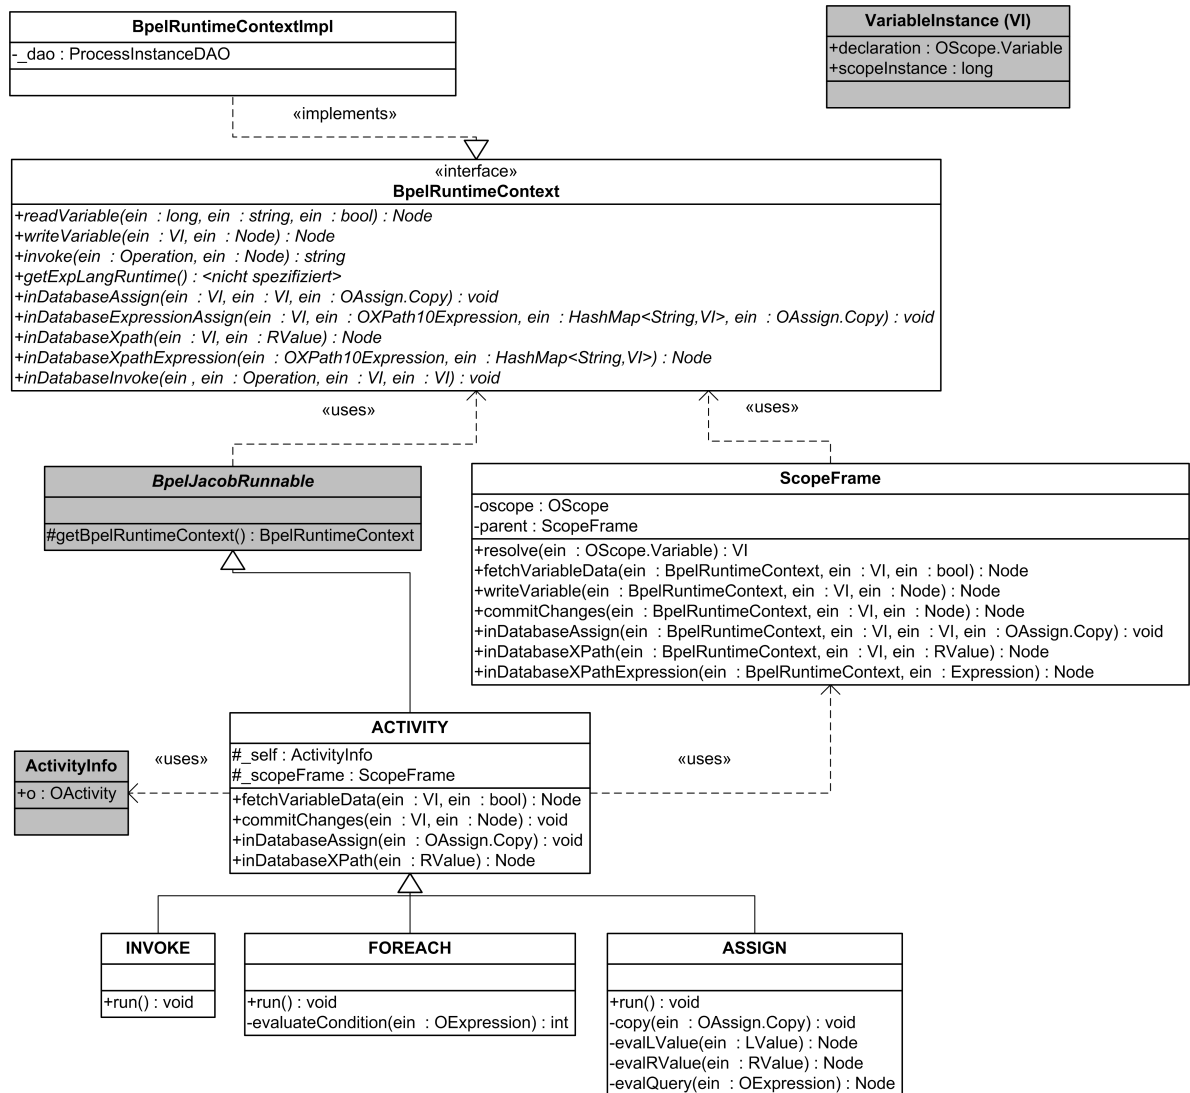 BpelRuntimeContextImpl
-_dao : ProcessInstanceDAO
VariableInstance (VI)
+declaration : OScope.Variable
+scopeInstance : long
«implements»
«interface»
BpelRuntimeContext
+readVariable(ein : long, ein : string, ein : bool) : Node
+writeVariable(ein : VI, ein : Node) : Node
+invoke(ein : Operation, ein : Node) : string
+getExpLangRuntime() : <nicht spezifiziert>
+inDatabaseAssign(ein : VI, ein : VI, ein : OAssign.Copy) : void
+inDatabaseExpressionAssign(ein : VI, ein : OXPath10Expression, ein : HashMap<String,VI>, ein : OAssign.Copy) : void
+inDatabaseXpath(ein : VI, ein : RValue) : Node
+inDatabaseXpathExpression(ein : OXPath10Expression, ein : HashMap<String,VI>) : Node
+inDatabaseInvoke(ein , ein : Operation, ein : VI, ein : VI) : void
«uses»
«uses»
BpelJacobRunnable
#getBpelRuntimeContext() : BpelRuntimeContext
ScopeFrame
-oscope : OScope
-parent : ScopeFrame
+resolve(ein : OScope.Variable) : VI
+fetchVariableData(ein : BpelRuntimeContext, ein : VI, ein : bool) : Node
+writeVariable(ein : BpelRuntimeContext, ein : VI, ein : Node) : Node
+commitChanges(ein : BpelRuntimeContext, ein : VI, ein : Node) : Node
+inDatabaseAssign(ein : BpelRuntimeContext, ein : VI, ein : VI, ein : OAssign.Copy) : void
+inDatabaseXPath(ein : BpelRuntimeContext, ein : VI, ein : RValue) : Node
+inDatabaseXPathExpression(ein : BpelRuntimeContext, ein : Expression) : Node
ActivityInfo
+o : OActivity
«uses»
ACTIVITY
#_self : ActivityInfo
#_scopeFrame : ScopeFrame
+fetchVariableData(ein : VI, ein : bool) : Node
+commitChanges(ein : VI, ein : Node) : void
+inDatabaseAssign(ein : OAssign.Copy) : void
+inDatabaseXPath(ein : RValue) : Node
«uses»
INVOKE
+run() : void
FOREACH
+run() : void
-evaluateCondition(ein : OExpression) : int
ASSIGN
+run() : void
-copy(ein : OAssign.Copy) : void
-evalLValue(ein : LValue) : Node
-evalRValue(ein : RValue) : Node
-evalQuery(ein : OExpression) : Node